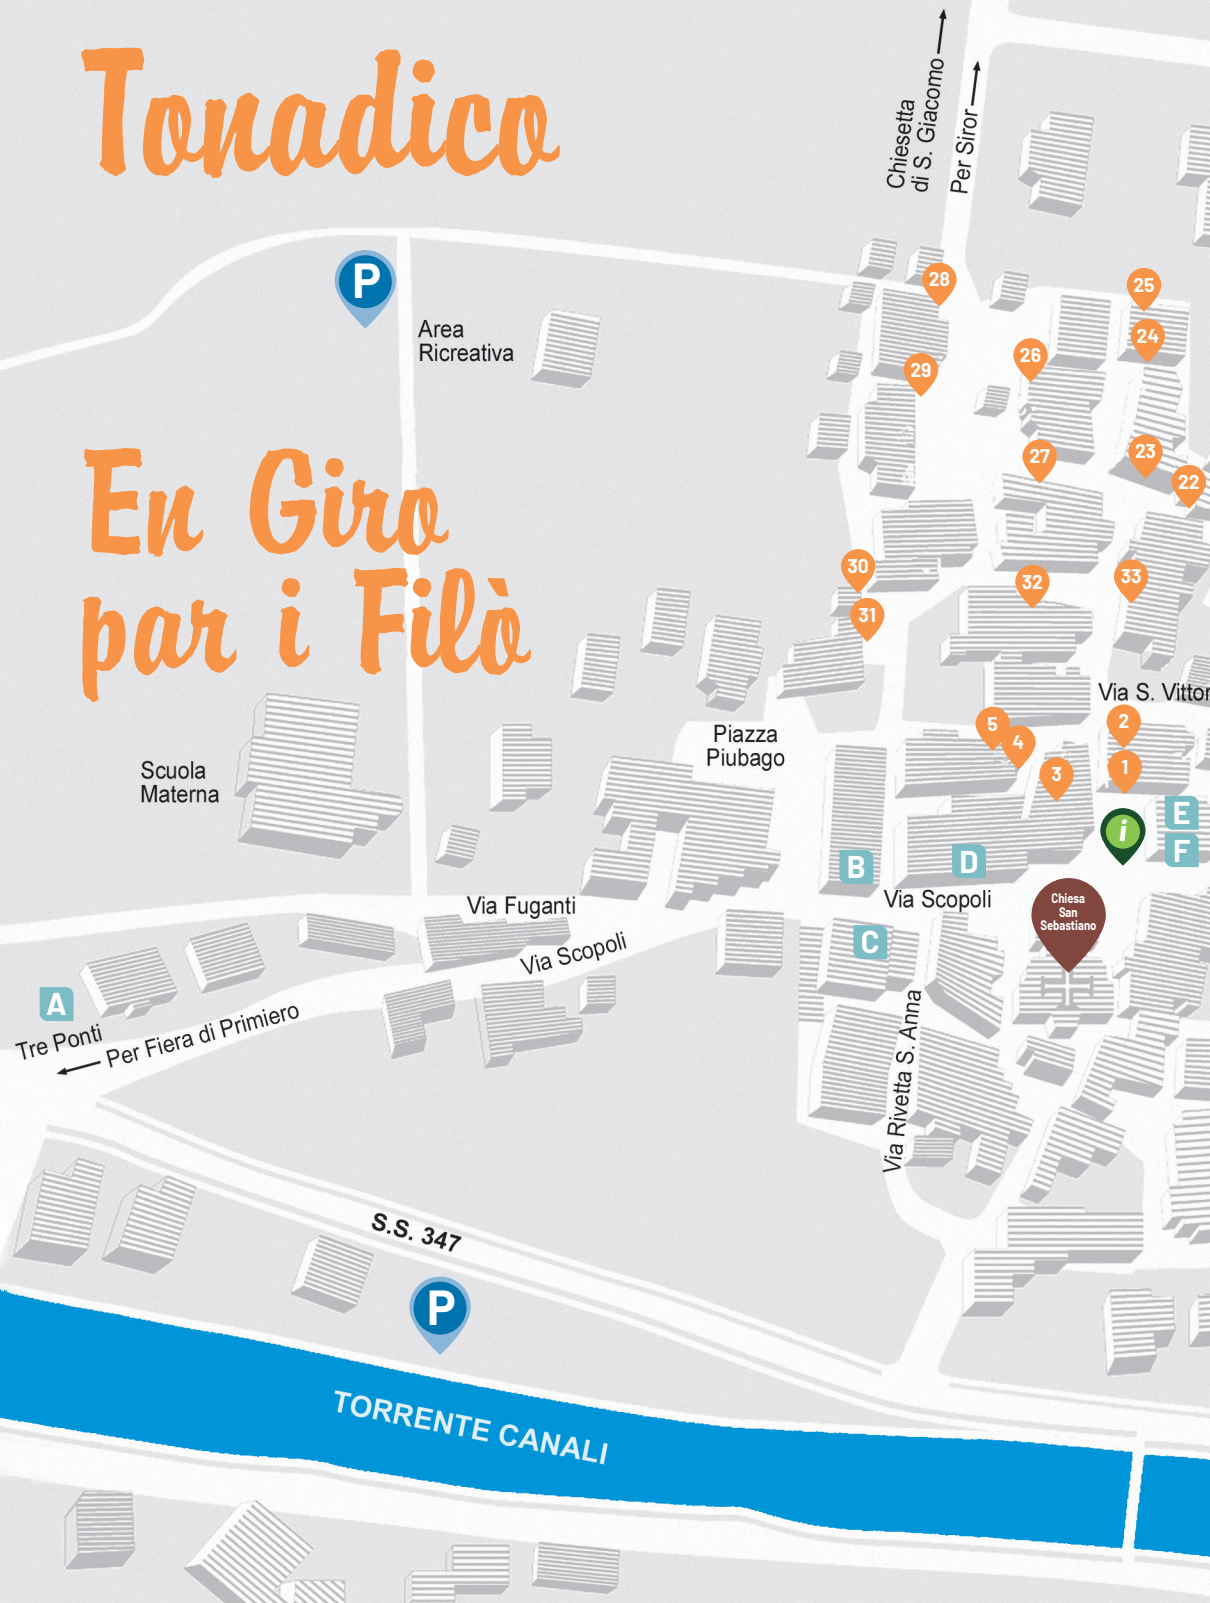 Tonadico
Chiesetta
di S. Giacomo
Per Siror
P
Area
Ricreativa
28
25
24
26
29
27
23
22
En Giro
par i Filò
30
31
32
33
Via S. Vittor
Piazza
Piubago
Scuola
Materna
5
4
2
3
1
i
E
F
B
D
Via Scopoli
Chiesa
San
Sebastiano
Via Fuganti
Via Scopoli
C
A
Tre Ponti
Per Fiera di Primiero
Via Rivetta S. Anna
S.S. 347
P
TORRENTE CANALI